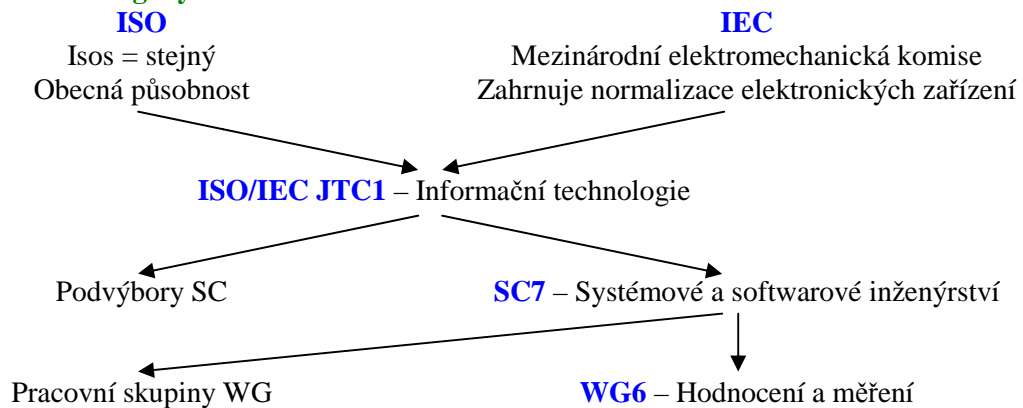 ISO
IEC
Isos = stejný
Mezinárodní elektromechanická komise
Obecná působnost
Zahrnuje normalizace elektronických zařízení
ISO/IEC JTC1 – Informační technologie
Podvýbory SC
SC7 – Systémové a softwarové inženýrství
Pracovní skupiny WG
WG6 – Hodnocení a měření